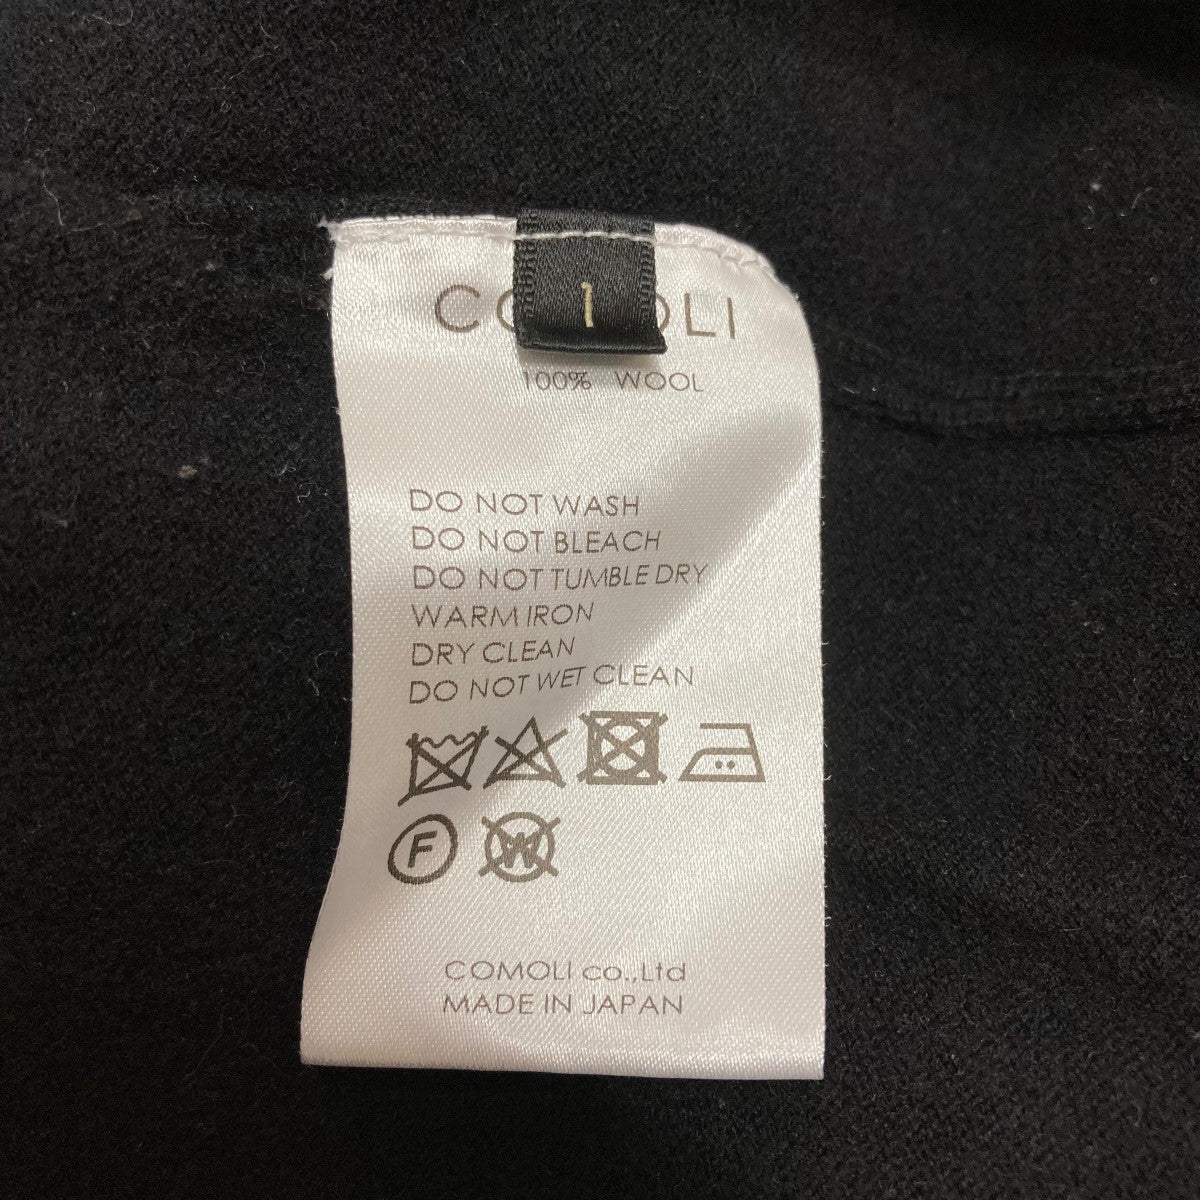 1
COMOLI
100% WOOL
DO NOT WASH
DO NOT BLEACH
DO NOT TUMBLE DRY
WARM IRON
DRY CLEAN
DO NOT WET CLEAN
F W
COMOLI co.,Ltd
MADE IN JAPAN